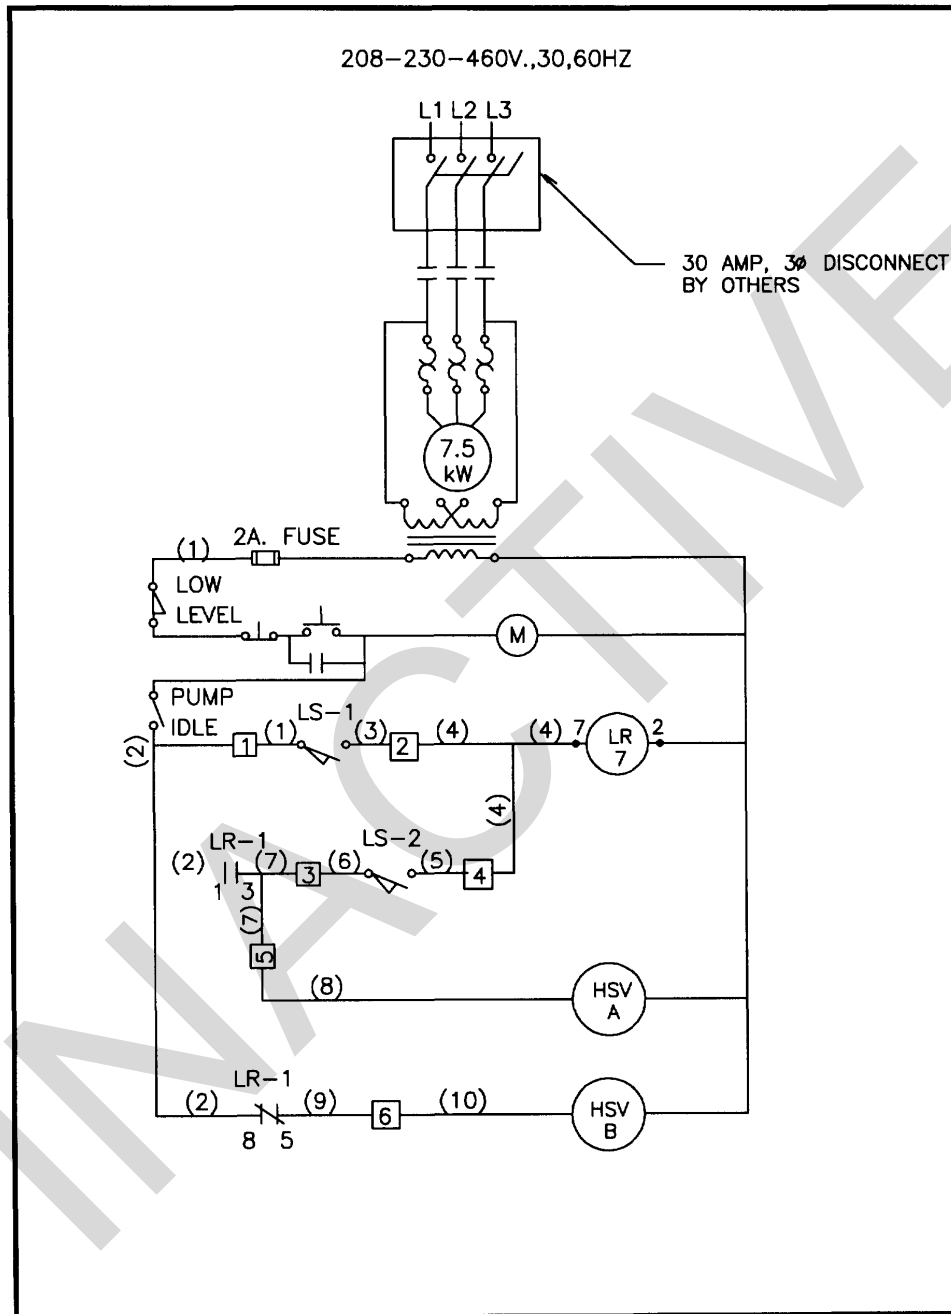 208-230-460V.,30,60HZ
L1 L2 L3
30 AMP, 3ø DISCONNECT
BY OTHERS
7.5
kW
(1) 2A. FUSE
LOW
LEVEL
M
PUMP
IDLE
LS-1
(2)
1 (1) (3) 2 (4) (4) 7 LR 7 2
(4)
LR-1 LS-2
(2) (7) 3 (6) (5) 4
1 3
(7)
5
(8)
HSV
A
LR-1
(2) (9) 6 (10)
8 5
HSV
B
INACTIVE